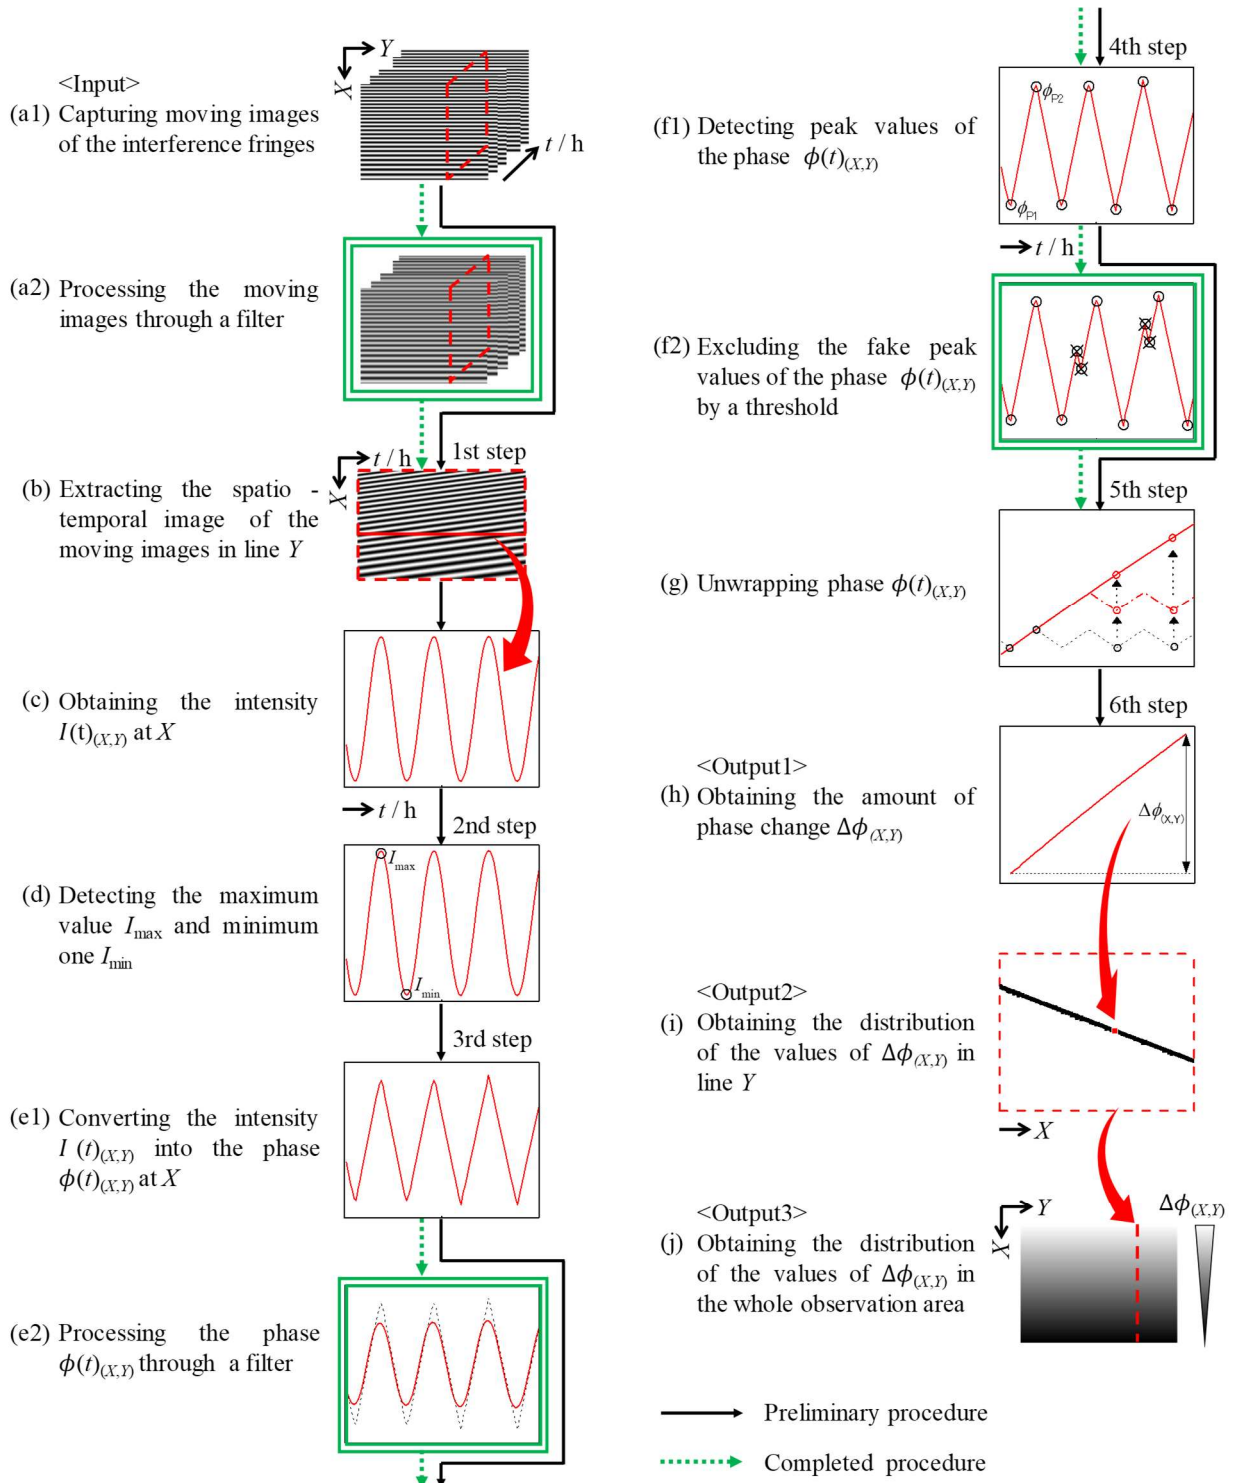 <Input>
(a1) Capturing moving images
of the interference fringes
Y
X
t / h
(a2) Processing the moving
images through a filter
1st step
t / h
X
(b) Extracting the spatio -
temporal image of the
moving images in line Y
(c) Obtaining the intensity
I(t)(X,Y) at X
t / h
2nd step
(d) Detecting the maximum
value Imax and minimum
one Imin
Imax
Imin
3rd step
(e1) Converting the intensity
I (t)(X,Y) into the phase
ϕ(t)(X,Y) at X
(e2) Processing the phase
ϕ(t)(X,Y) through a filter
4th step
(f1) Detecting peak values of
the phase ϕ(t)(X,Y)
ϕP2
ϕP1
t / h
(f2) Excluding the fake peak
values of the phase ϕ(t)(X,Y)
by a threshold
5th step
(g) Unwrapping phase ϕ(t)(X,Y)
6th step
<Output1>
(h) Obtaining the amount of
phase change Δϕ(X,Y)
Δϕ(X,Y)
<Output2>
(i) Obtaining the distribution
of the values of Δϕ(X,Y) in
line Y
X
<Output3>
(j) Obtaining the distribution
of the values of Δϕ(X,Y) in
the whole observation area
Y
X
Δϕ(X,Y)
Preliminary procedure
Completed procedure